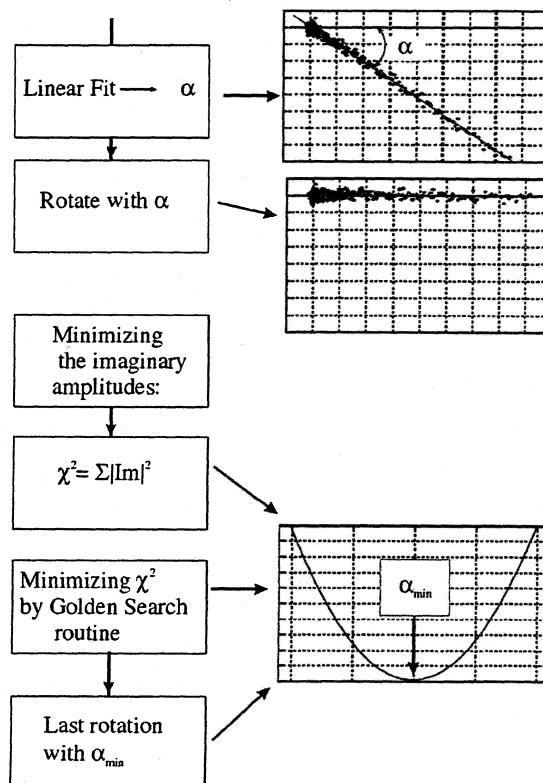 Linear Fit → α
α
Rotate with α
Minimizing
the imaginary
amplitudes:
χ²= Σ|Im|²
Minimizing χ²
by Golden Search
routine
α_min
Last rotation
with α_min